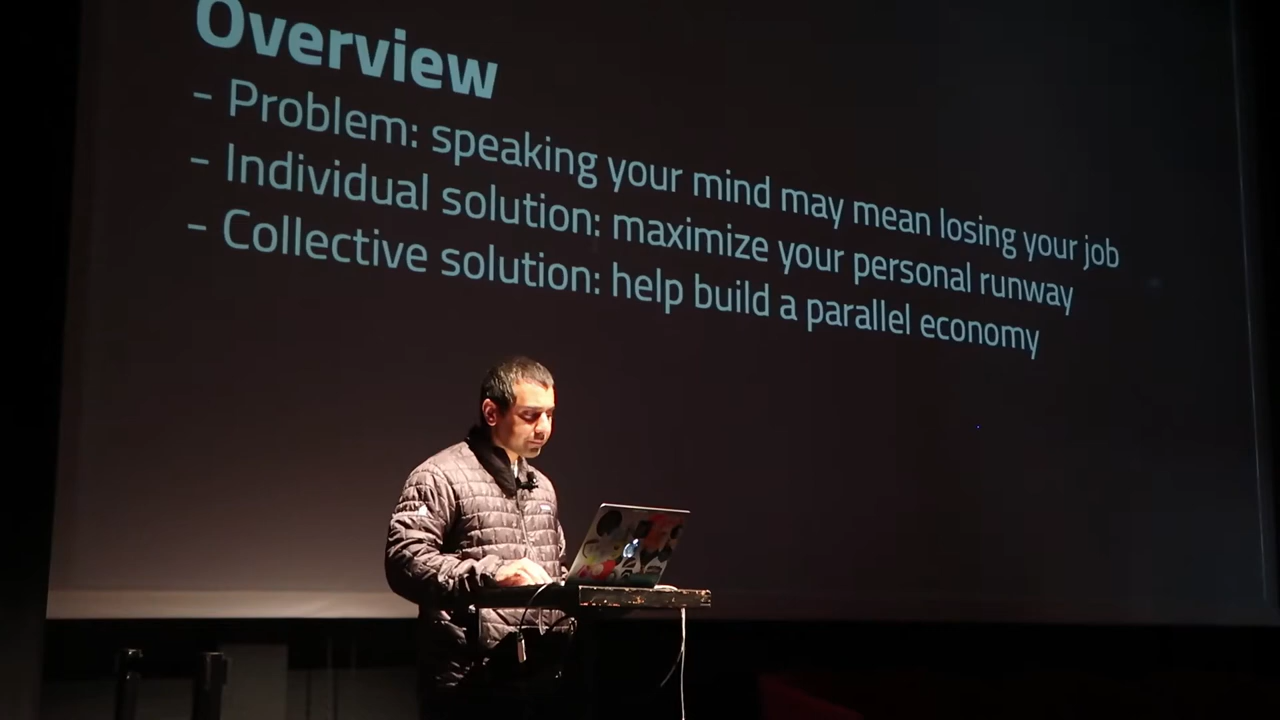 Overview
- Problem: speaking your mind may mean losing your job
- Individual solution: maximize your personal runway
- Collective solution: help build a parallel economy